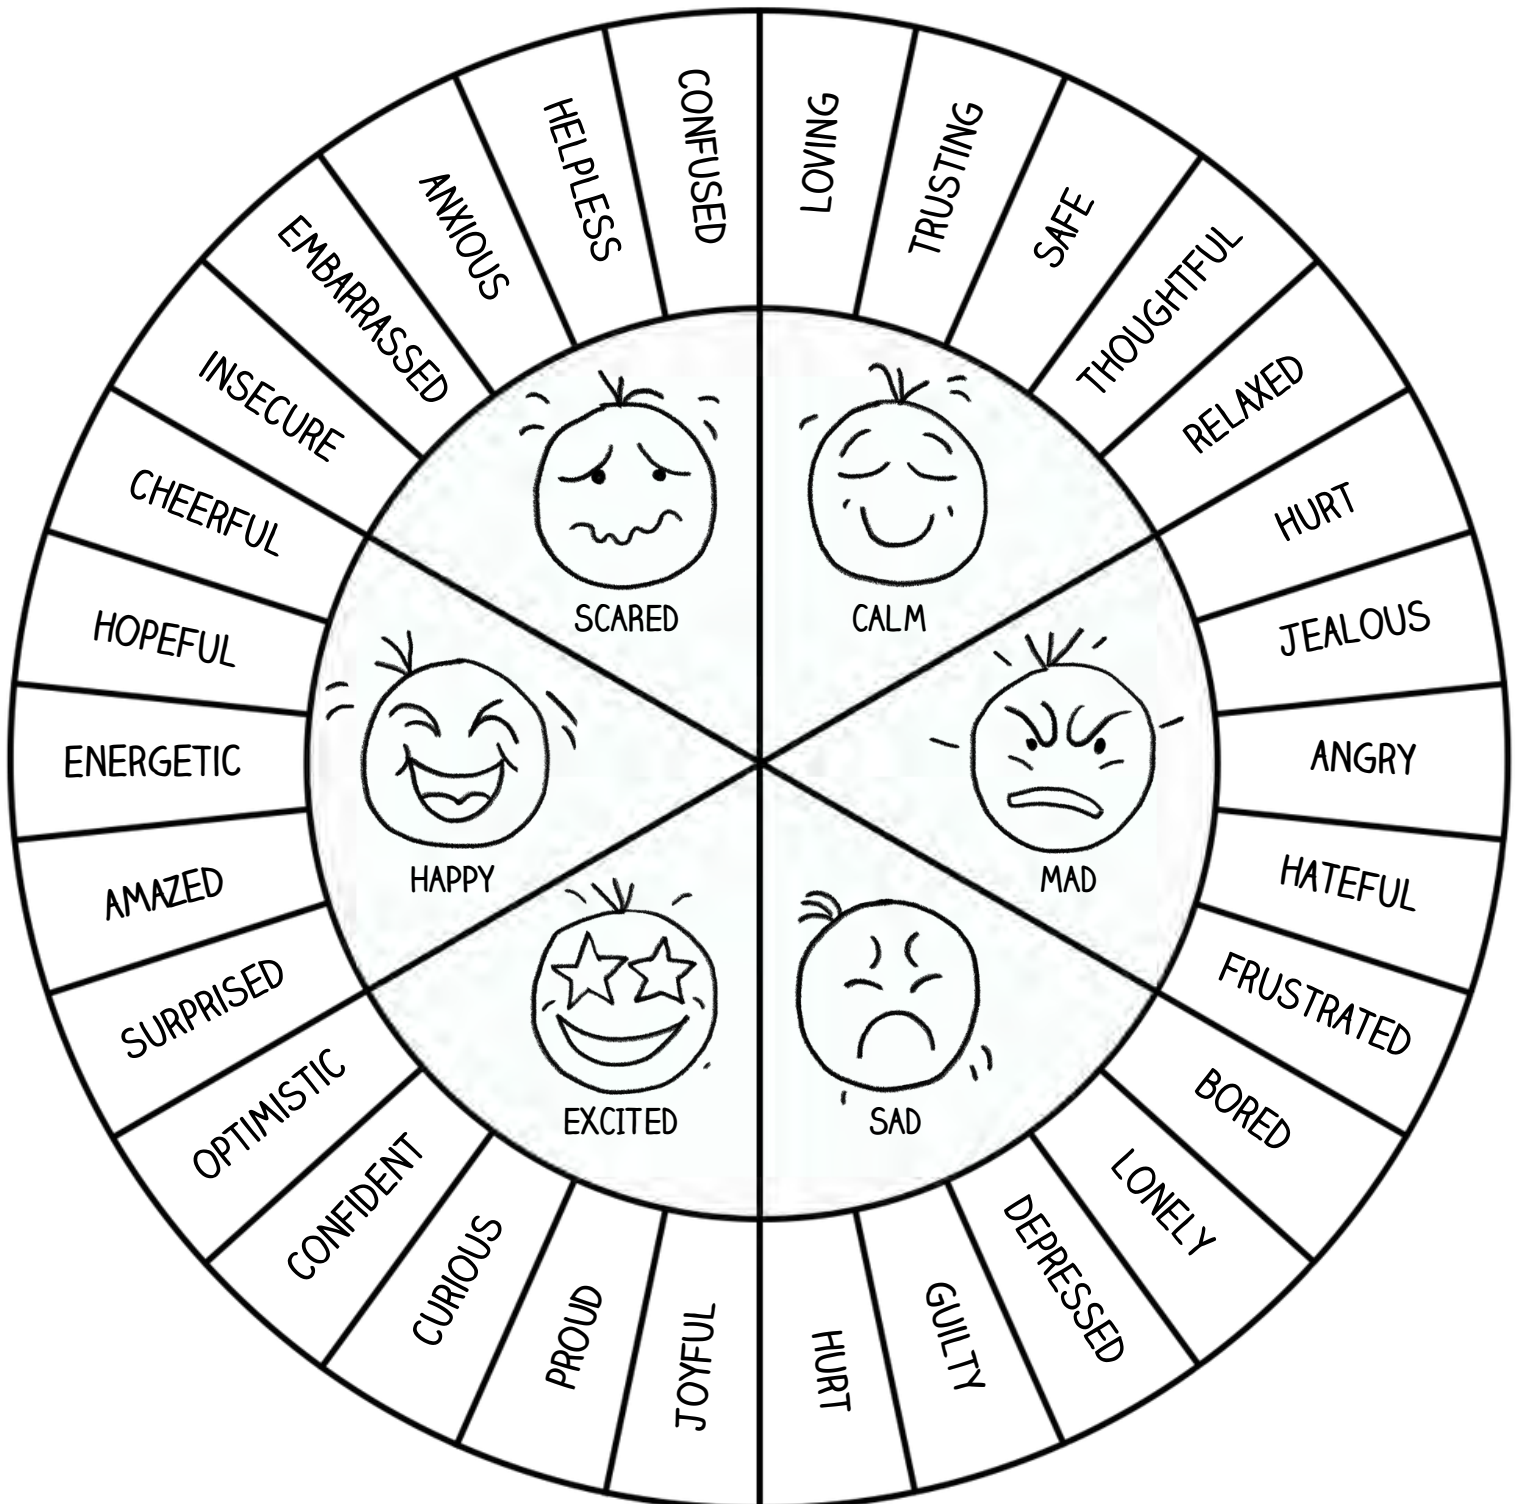 CONFUSED
LOVING
TRUSTING
SAFE
THOUGHTFUL
RELAXED
HURT
JEALOUS
ANGRY
HATEFUL
FRUSTRATED
BORED
LONELY
DEPRESSED
GUILTY
HURT
JOYFUL
PROUD
CURIOUS
CONFIDENT
OPTIMISTIC
SURPRISED
AMAZED
ENERGETIC
HOPEFUL
CHEERFUL
INSECURE
EMBARRASSED
ANXIOUS
HELPLESS
SCARED
CALM
HAPPY
MAD
EXCITED
SAD